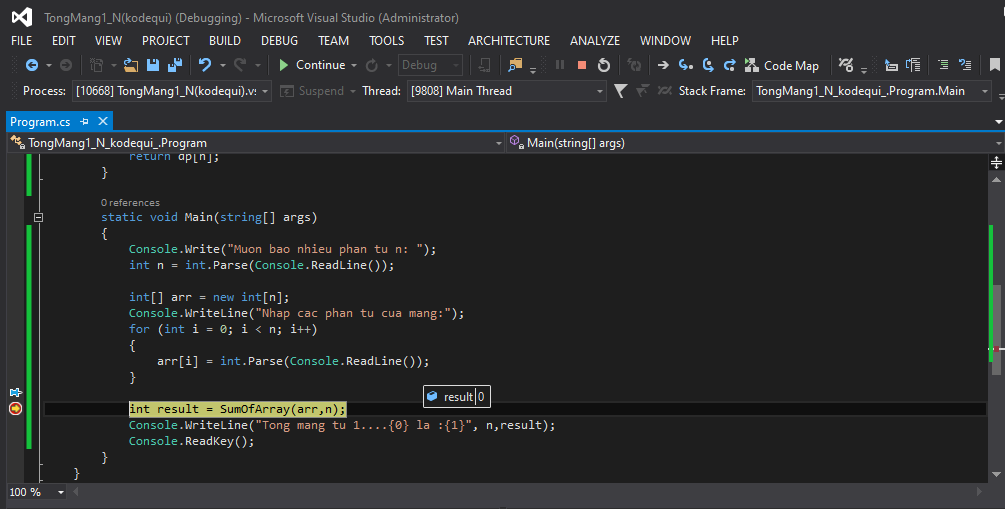 TongMang1_N(kodequi) (Debugging) - Microsoft Visual Studio (Administrator)
FILE EDIT VIEW PROJECT BUILD DEBUG TEAM TOOLS TEST ARCHITECTURE ANALYZE WINDOW HELP
Continue Debug Code Map
Process: [10668] TongMang1_N(kodequi).vs Suspend Thread: [9808] Main Thread Stack Frame: TongMang1_N_kodequi_.Program.Main
Program.cs
TongMang1_N_kodequi_.Program Main(string[] args)
return dp[n];
}
0 references
static void Main(string[] args)
{
Console.Write("Muon bao nhieu phan tu n: ");
int n = int.Parse(Console.ReadLine());
int[] arr = new int[n];
Console.WriteLine("Nhap cac phan tu cua mang:");
for (int i = 0; i < n; i++)
{
arr[i] = int.Parse(Console.ReadLine());
}
result 0
int result = SumOfArray(arr,n);
Console.WriteLine("Tong mang tu 1....{0} la :{1}", n,result);
Console.ReadKey();
}
}
100 %